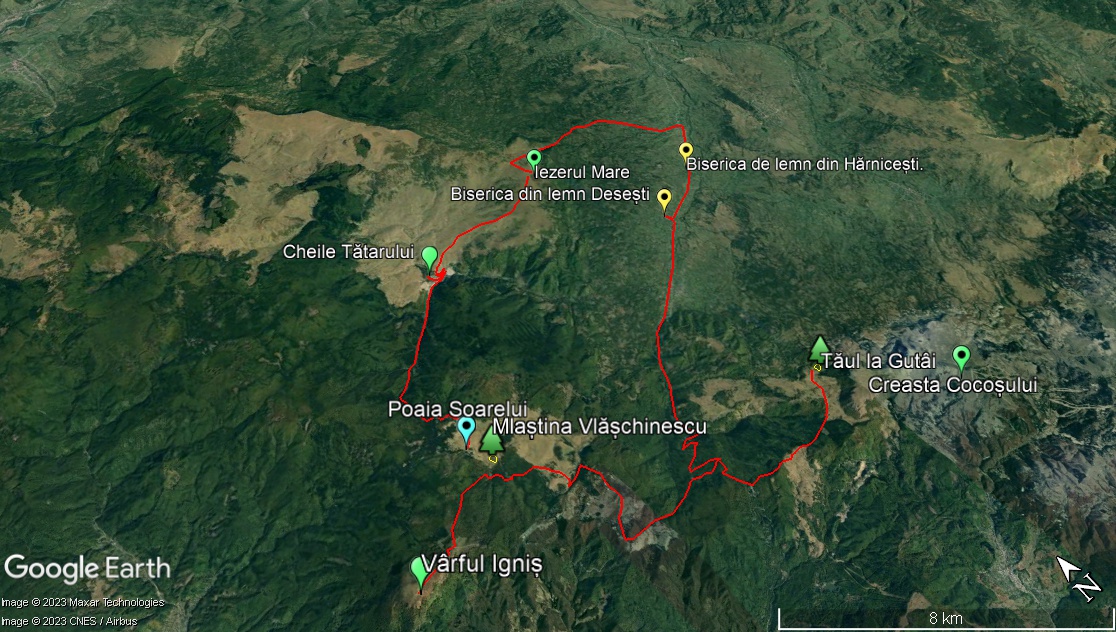 Iezerul Mare
Biserica de lemn din Hărnicești.
Biserica din lemn Desești
Cheile Tătarului
Tăul la Gutâi
Creasta Cocoșului
Poaia Soarelui
Mlaștina Vlășchinescu
Vârful Igniș
Google Earth
Image © 2023 Maxar Technologies
Image © 2023 CNES / Airbus
N
8 km